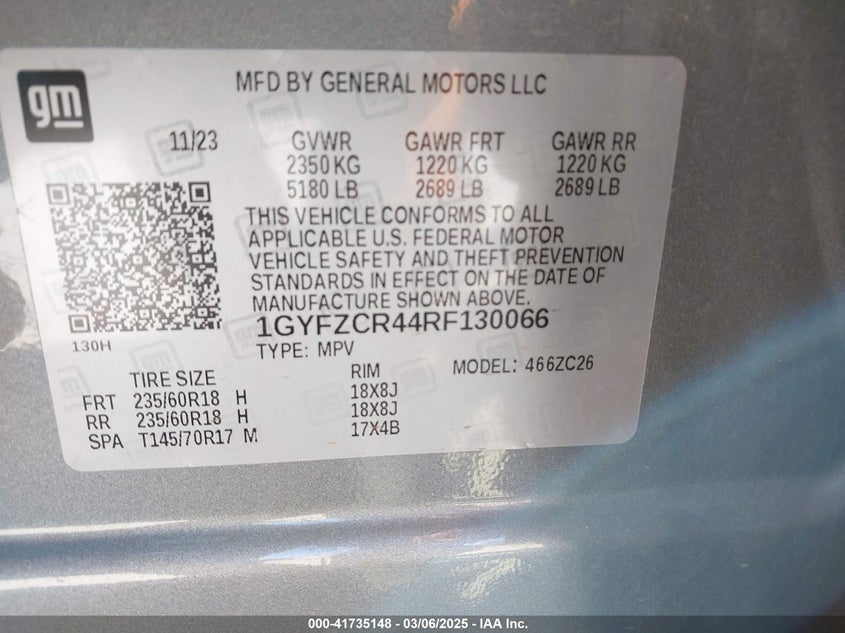 gm
MFD BY GENERAL MOTORS LLC
11/23 GVWR GAWR FRT GAWR RR
2350 KG 1220 KG 1220 KG
5180 LB 2689 LB 2689 LB
THIS VEHICLE CONFORMS TO ALL
APPLICABLE U.S. FEDERAL MOTOR
VEHICLE SAFETY AND THEFT PREVENTION
STANDARDS IN EFFECT ON THE DATE OF
MANUFACTURE SHOWN ABOVE.
1GYFZCR44RF130066
130H
TYPE: MPV MODEL: 466ZC26
TIRE SIZE RIM
FRT 235/60R18 H 18X8J
RR 235/60R18 H 18X8J
SPA T145/70R17 M 17X4B
000-41735148 - 03/06/2025 - IAA Inc.